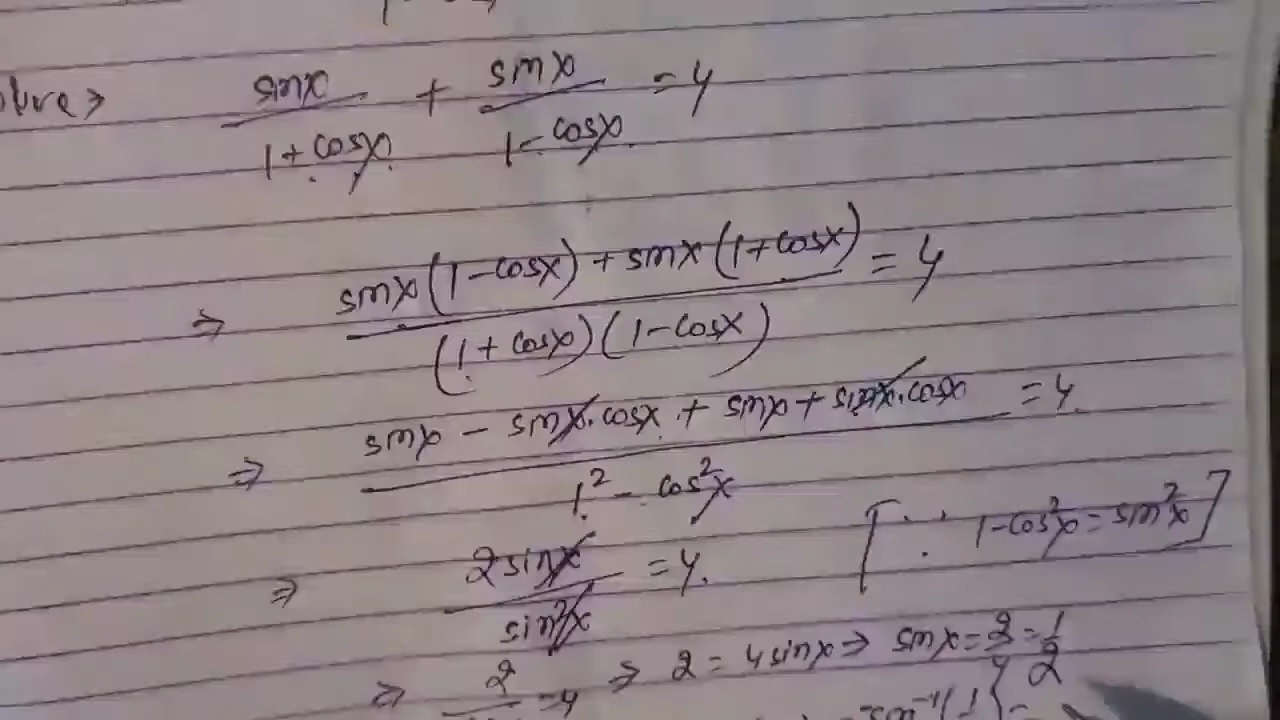 sinx/1+cosx + sinx/1-cosx = 4
⇒ sinx(1-cosx) + sinx(1+cosx)/(1+cosx)(1-cosx) = 4
⇒ sinx - sinx.cosx + sinx + sinx.cosx/1² - cos²x = 4.
⇒ 2sinx/sin²x = 4. [∵ 1-cos²x = sin²x]
⇒ 2 = 4 ⇒ 2 = 4sinx ⇒ sinx = 2/4 = 1/2